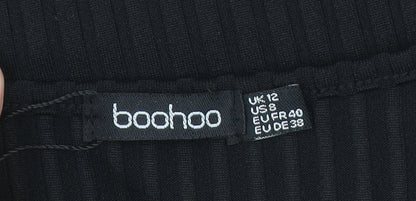 boohoo
UK 12
US 8
EU FR 40
EU DE 38